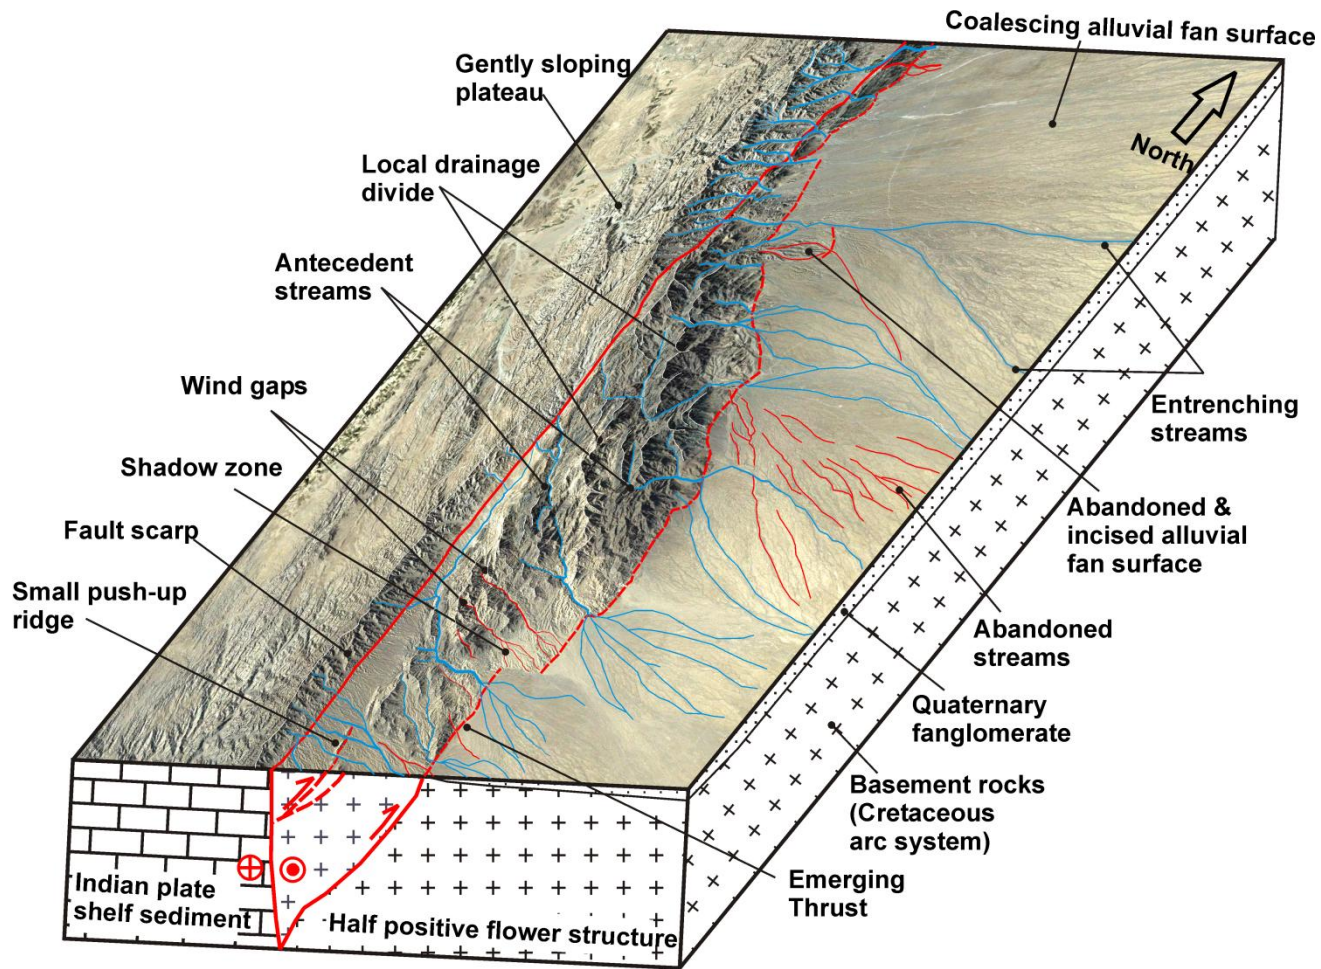 Coalescing alluvial fan surface
Gently sloping
plateau
North
Local drainage
divide
Antecedent
streams
Wind gaps
Entrenching
streams
Shadow zone
Abandoned &
incised alluvial
fan surface
Fault scarp
Small push-up
ridge
Abandoned
streams
Quaternary
fanglomerate
Basement rocks
(Cretaceous
arc system)
Emerging
Thrust
Indian plate
shelf sediment
Half positive flower structure